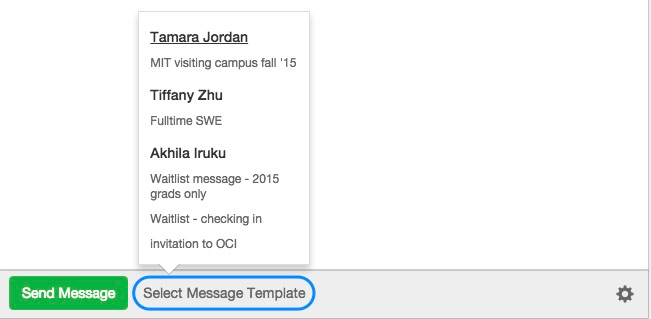 Tamara Jordan
MIT visiting campus fall '15
Tiffany Zhu
Fulltime SWE
Akhila Iruku
Waitlist message - 2015
grads only
Waitlist - checking in
invitation to OCI
Send Message
Select Message Template